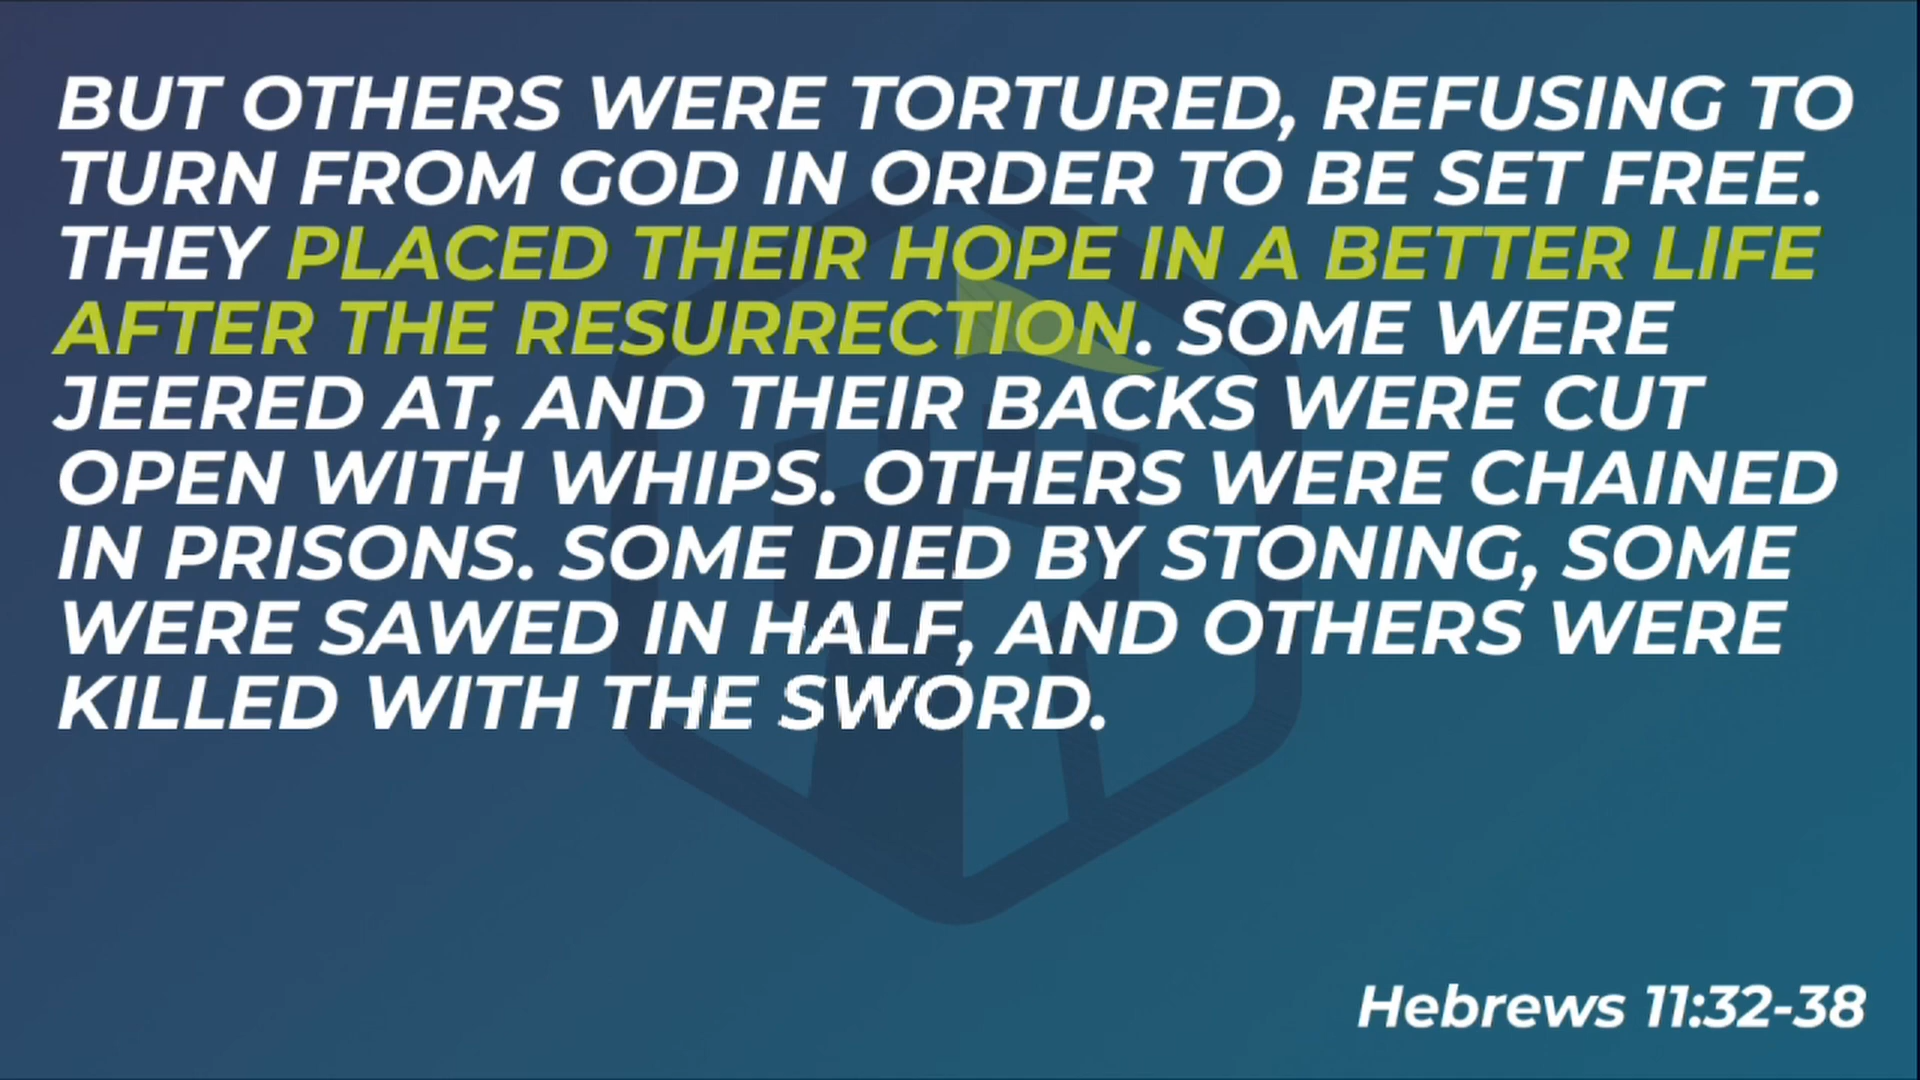 BUT OTHERS WERE TORTURED, REFUSING TO
TURN FROM GOD IN ORDER TO BE SET FREE.
THEY PLACED THEIR HOPE IN A BETTER LIFE
AFTER THE RESURRECTION. SOME WERE
JEERED AT, AND THEIR BACKS WERE CUT
OPEN WITH WHIPS. OTHERS WERE CHAINED
IN PRISONS. SOME DIED BY STONING, SOME
WERE SAWED IN HALF, AND OTHERS WERE
KILLED WITH THE SWORD.
Hebrews 11:32-38